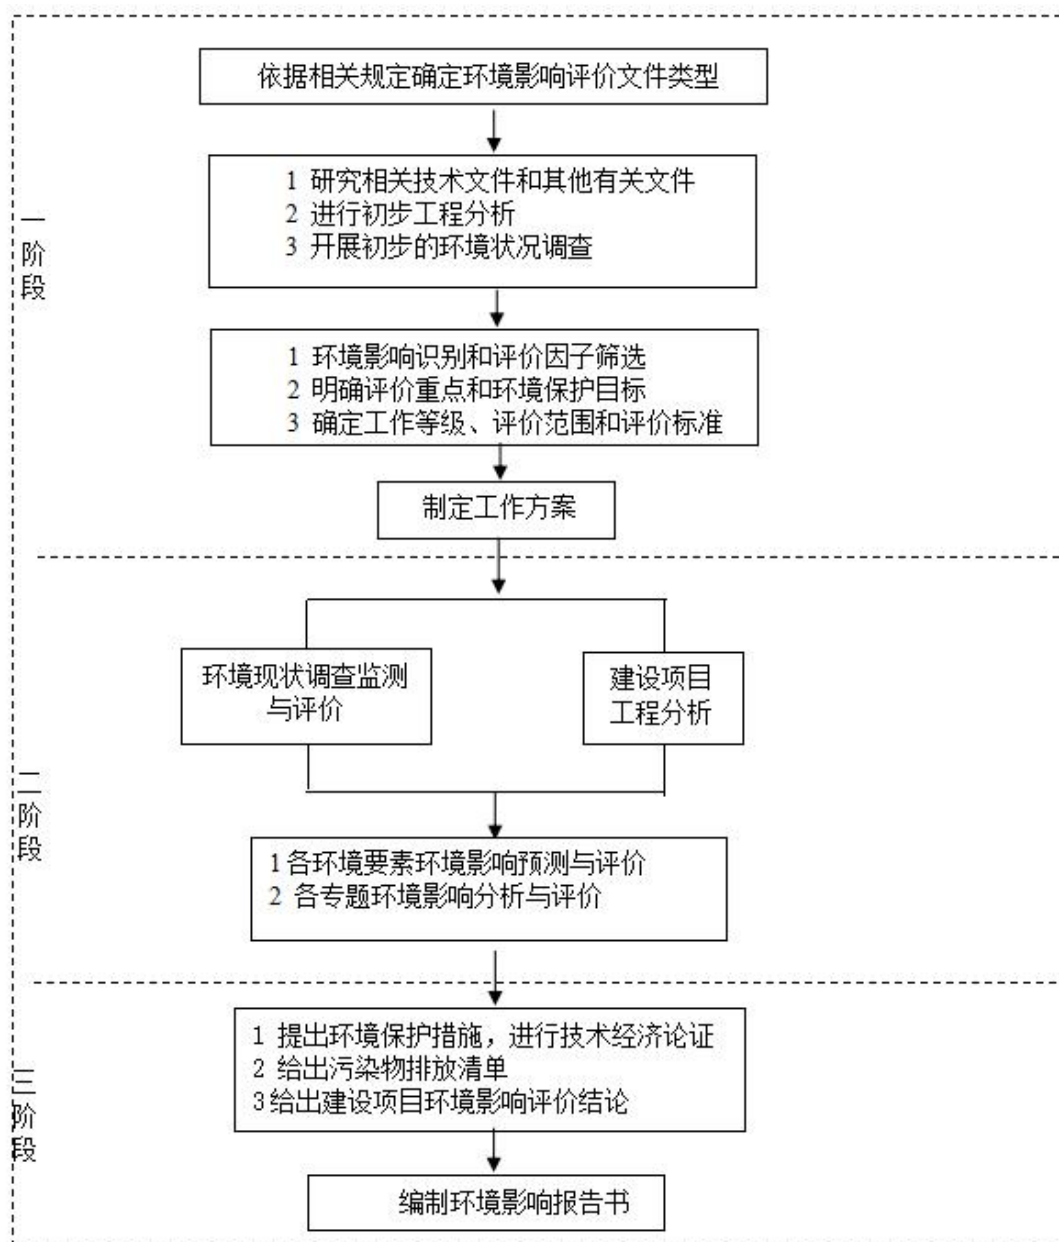 依据相关规定确定环境影响评价文件类型
1 研究相关技术文件和其他有关文件
2 进行初步工程分析
3 开展初步的环境状况调查
一
阶
段
1 环境影响识别和评价因子筛选
2 明确评价重点和环境保护目标
3 确定工作等级、评价范围和评价标准
制定工作方案
环境现状调查监测
与评价
建设项目
工程分析
二
阶
段
1各环境要素环境影响预测与评价
2 各专题环境影响分析与评价
1 提出环境保护措施，进行技术经济论证
2 给出污染物排放清单
3给出建设项目环境影响评价结论
三
阶
段
编制环境影响报告书